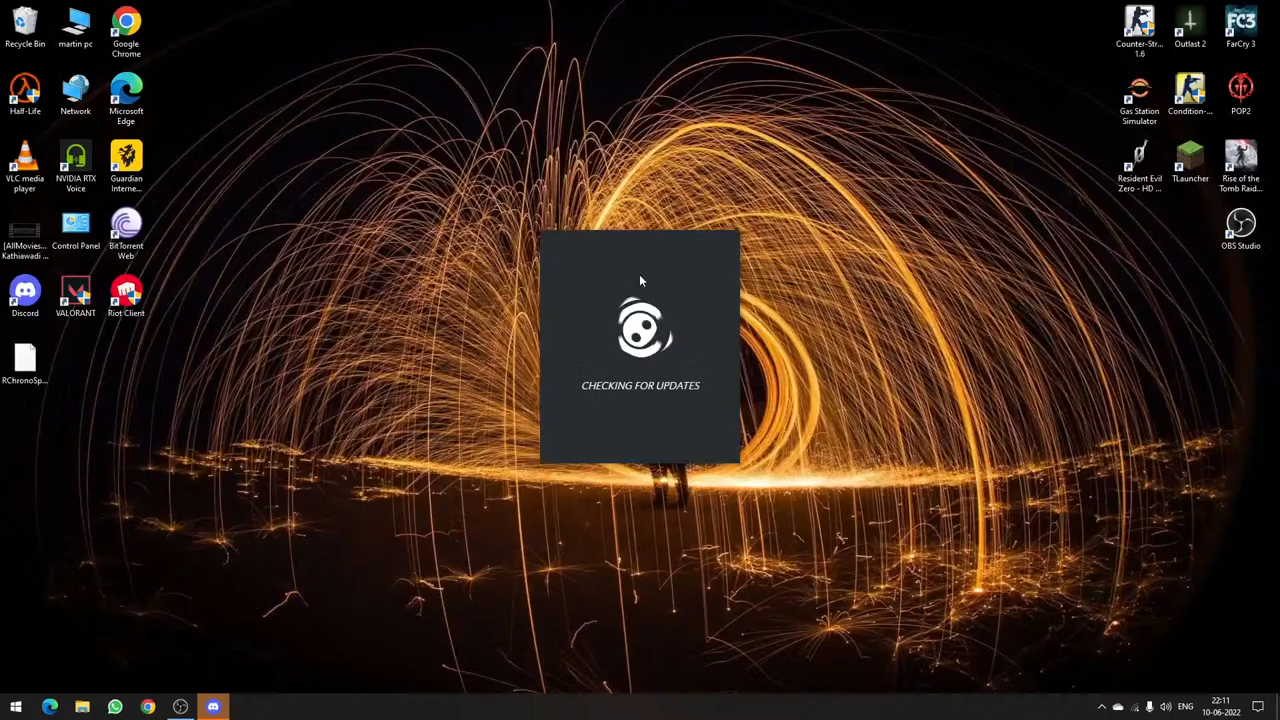 Recycle Bin
martin pc
Google
Chrome
Half-Life
Network
Microsoft
Edge
VLC media
player
NVIDIA RTX
Voice
Guardian
Interne...
[AllMovies...
Kathiawadi ...
Control Panel
BitTorrent
Web
Discord
VALORANT
Riot Client
RChronoSp...
CHECKING FOR UPDATES
Counter-Str...
1.6
Outlast 2
FC3
FarCry 3
Gas Station
Simulator
Condition-...
POP2
Resident Evil
Zero - HD ...
TLauncher
Rise of the
Tomb Raid...
OBS Studio
ENG
22:11
10-06-2022